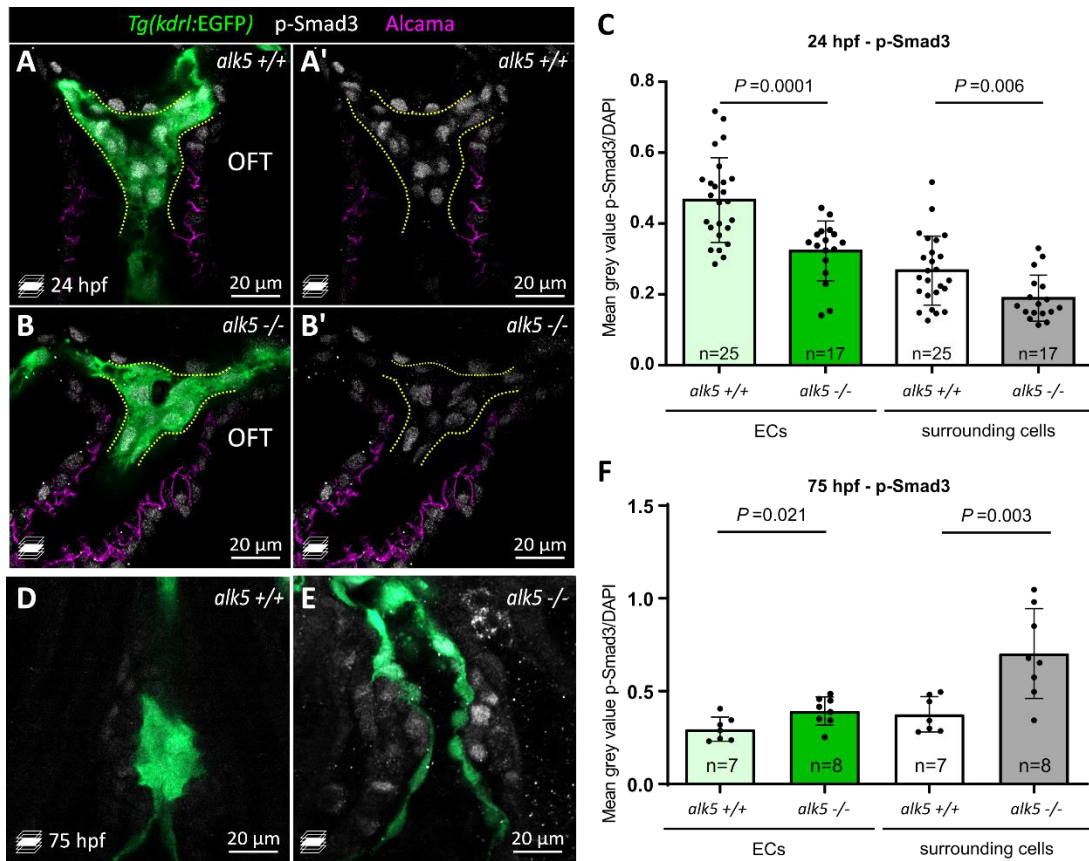 Tg(kdrl:EGFP) p-Smad3 Alcama
A alk5 +/+
OFT
24 hpf 20 µm
A' alk5 +/+
20 µm
B alk5 -/-
OFT
20 µm
B' alk5 -/-
20 µm
C
24 hpf - p-Smad3
P=0.0001 P=0.006
Mean grey value p-Smad3/DAPI
0.8
0.6
0.4
0.2
0.0
n=25 n=17 n=25 n=17
alk5 +/+ alk5 -/- alk5 +/+ alk5 -/-
ECs surrounding cells
D alk5 +/+
75 hpf 20 µm
E alk5 -/-
20 µm
F
75 hpf - p-Smad3
P=0.021 P=0.003
Mean grey value p-Smad3/DAPI
1.5
1.0
0.5
0.0
n=7 n=8 n=7 n=8
alk5 +/+ alk5 -/- alk5 +/+ alk5 -/-
ECs surrounding cells